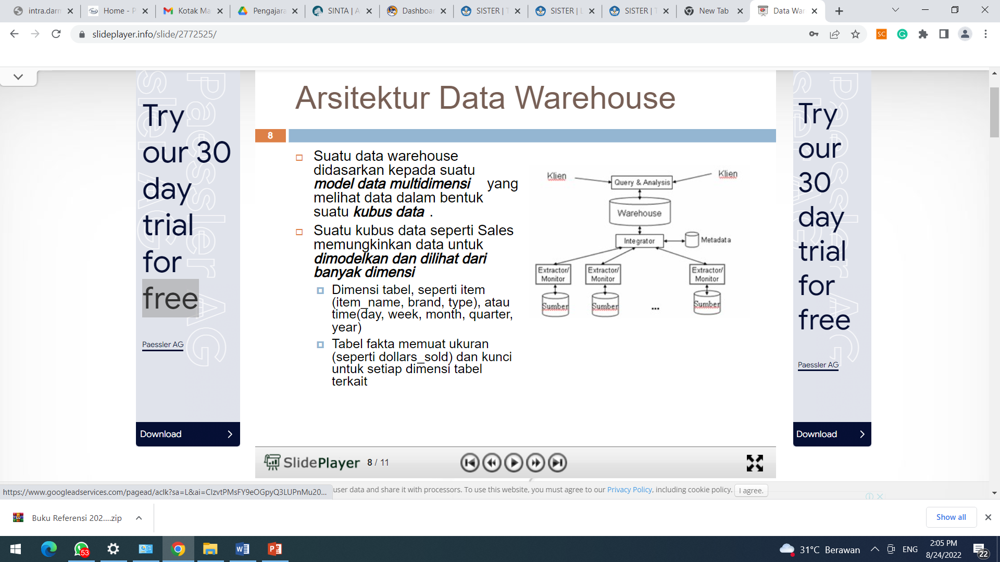 intra.darm
Home - P
Kotak Ma
Pengajara
SINTA | A
Dashboar
SISTER | T
SISTER | L
SISTER | T
New Tab
Data War
slideplayer.info/slide/2772525/
SC
Paessler AG
Try
our 30
day
trial
for
free
Paessler AG
Download
Arsitektur Data Warehouse
8
Suatu data warehouse
didasarkan kepada suatu
model data multidimensi yang
melihat data dalam bentuk
suatu kubus data .
Suatu kubus data seperti Sales
memungkinkan data untuk
dimodelkan dan dilihat dari
banyak dimensi
Dimensi tabel, seperti item
(item_name, brand, type), atau
time(day, week, month, quarter,
year)
Tabel fakta memuat ukuran
(seperti dollars_sold) dan kunci
untuk setiap dimensi tabel
terkait
Klien
Klien
Query & Analysis
Warehouse
Integrator
Metadata
Extractor/
Monitor
Extractor/
Monitor
Extractor/
Monitor
Sumber
Sumber
...
Sumber
Paessler AG
Try
our
30
day
trial
for
free
Paessler AG
Download
SlidePlayer
8 / 11
https://www.googleadservices.com/pagead/aclk?sa=L&ai=CIzvtPMsFY9eOGpyQ3LUPnMu20...
user data and share it with processors. To use this website, you must agree to our Privacy Policy, including cookie policy.
I agree.
Buku Referensi 202....zip
Show all
53
31°C Berawan
ENG
2:05 PM
8/24/2022
22